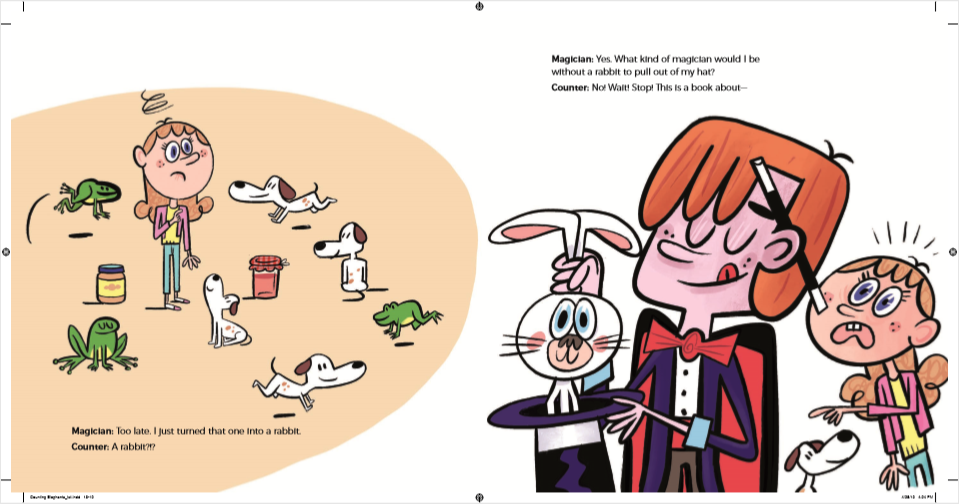 Magician: Too late. I just turned that one into a rabbit.
Counter: A rabbit?!?
Magician: Yes. What kind of magician would I be
without a rabbit to pull out of my hat?
Counter: No! Wait! Stop! This is a book about—